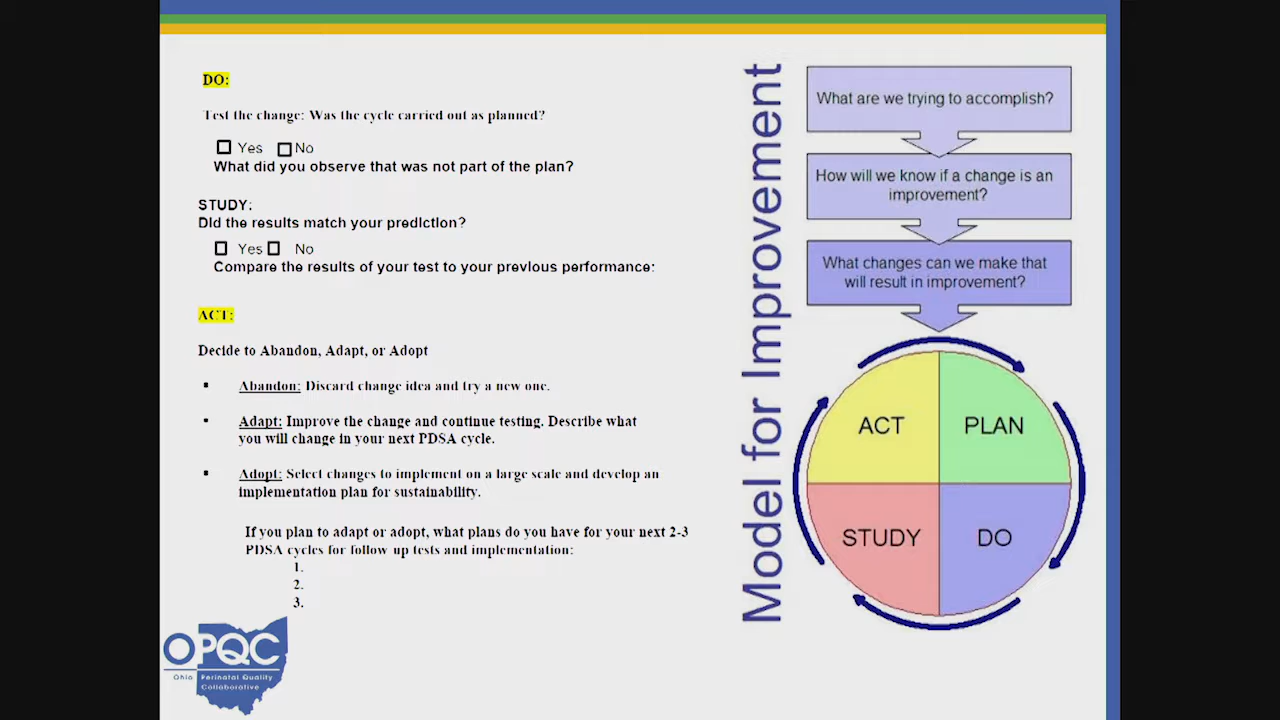 DO:
Test the change: Was the cycle carried out as planned?
Yes No
What did you observe that was not part of the plan?
STUDY:
Did the results match your prediction?
Yes No
Compare the results of your test to your previous performance:
ACT:
Decide to Abandon, Adapt, or Adopt
▪ Abandon: Discard change idea and try a new one.
▪ Adapt: Improve the change and continue testing. Describe what
you will change in your next PDSA cycle.
▪ Adopt: Select changes to implement on a large scale and develop an
implementation plan for sustainability.
If you plan to adapt or adopt, what plans do you have for your next 2-3
PDSA cycles for follow up tests and implementation:
1.
2.
3.
OPQC
Ohio Perinatal Quality
Collaborative
Model for Improvement
What are we trying to accomplish?
How will we know if a change is an
improvement?
What changes can we make that
will result in improvement?
ACT PLAN
STUDY DO